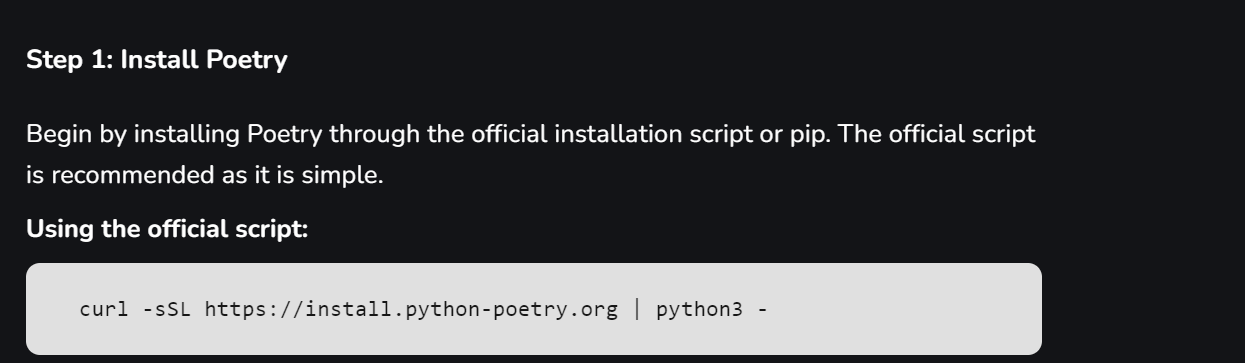 Step 1: Install Poetry
Begin by installing Poetry through the official installation script or pip. The official script
is recommended as it is simple.
Using the official script:
curl -sSL https://install.python-poetry.org | python3 -